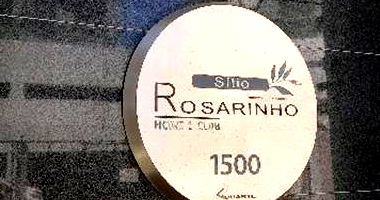 Sítio
ROSARINHO
HOME & CLUB
1500